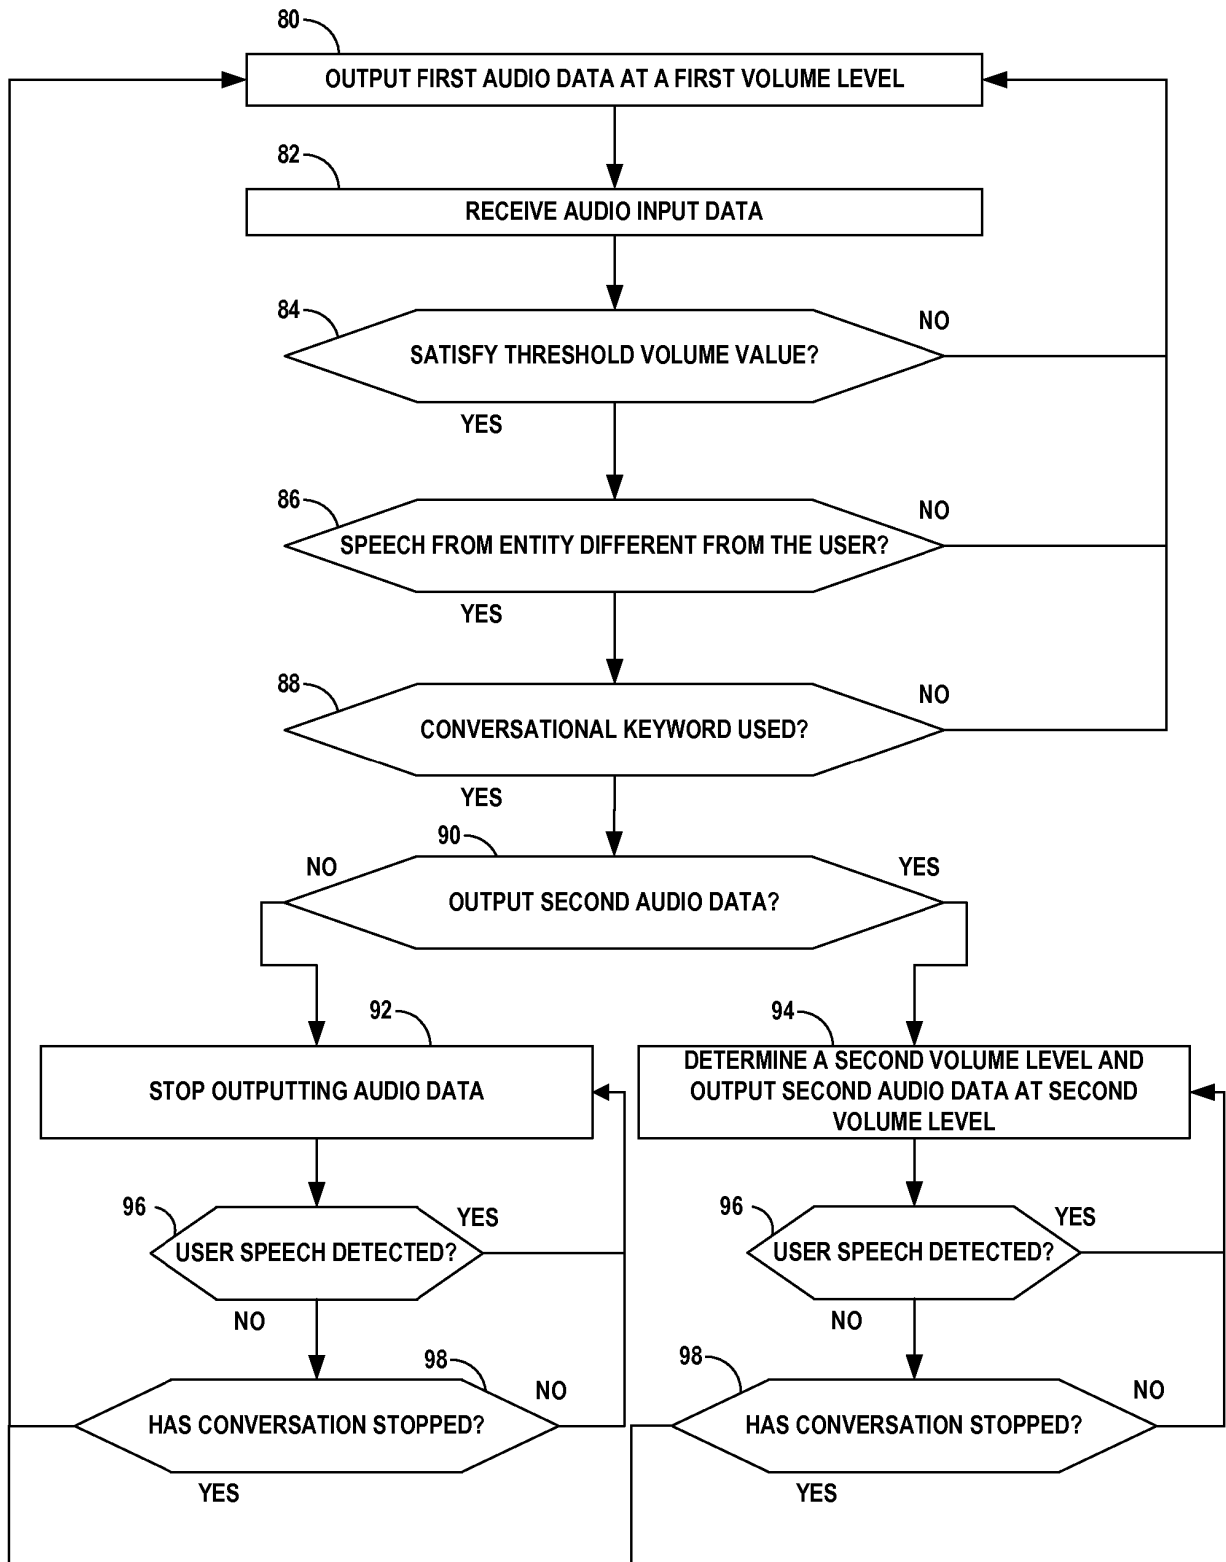 80
OUTPUT FIRST AUDIO DATA AT A FIRST VOLUME LEVEL
82
RECEIVE AUDIO INPUT DATA
84
NO
SATISFY THRESHOLD VOLUME VALUE?
YES
86
NO
SPEECH FROM ENTITY DIFFERENT FROM THE USER?
YES
88
NO
CONVERSATIONAL KEYWORD USED?
YES
90
NO
YES
OUTPUT SECOND AUDIO DATA?
92
STOP OUTPUTTING AUDIO DATA
96
YES
USER SPEECH DETECTED?
NO
98
NO
HAS CONVERSATION STOPPED?
YES
94
DETERMINE A SECOND VOLUME LEVEL AND
OUTPUT SECOND AUDIO DATA AT SECOND
VOLUME LEVEL
96
YES
USER SPEECH DETECTED?
NO
98
NO
HAS CONVERSATION STOPPED?
YES